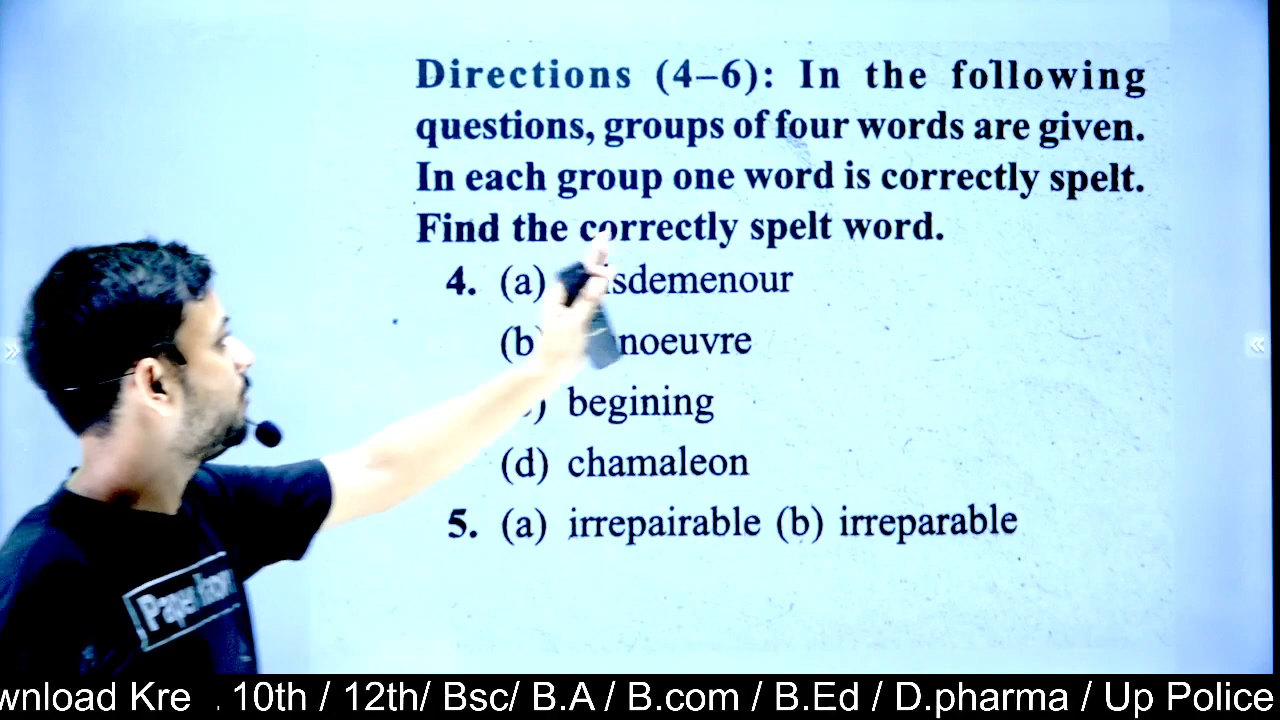 Directions (4–6): In the following
questions, groups of four words are given.
In each group one word is correctly spelt.
Find the correctly spelt word.
4. (a) isdemenour
(b) noeuvre
) begining
(d) chamaleon
5. (a) irrepairable (b) irreparable
wnload Kre . 10th / 12th/ Bsc/ B.A / B.com / B.Ed / D.pharma / Up Police